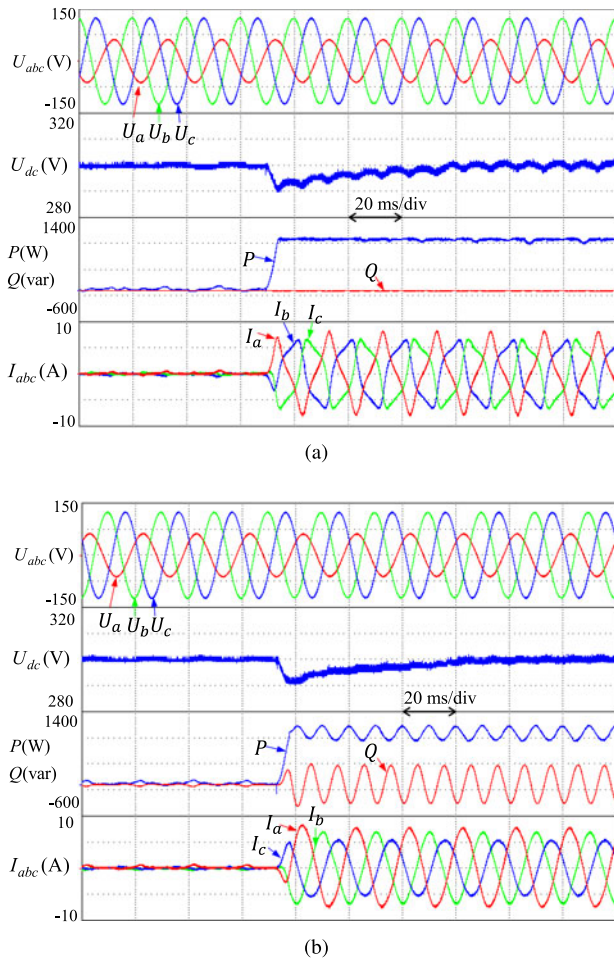 150
U_abc(V)
-150
U_a U_b U_c
320
U_dc(V)
280
20 ms/div
1400
P(W)
Q(var)
-600
P
Q
10
I_abc(A)
-10
I_a
I_b
I_c
(a)
150
U_abc(V)
-150
U_a U_b U_c
320
U_dc(V)
280
20 ms/div
1400
P(W)
Q(var)
-600
P
Q
10
I_abc(A)
-10
I_c
I_a
I_b
(b)